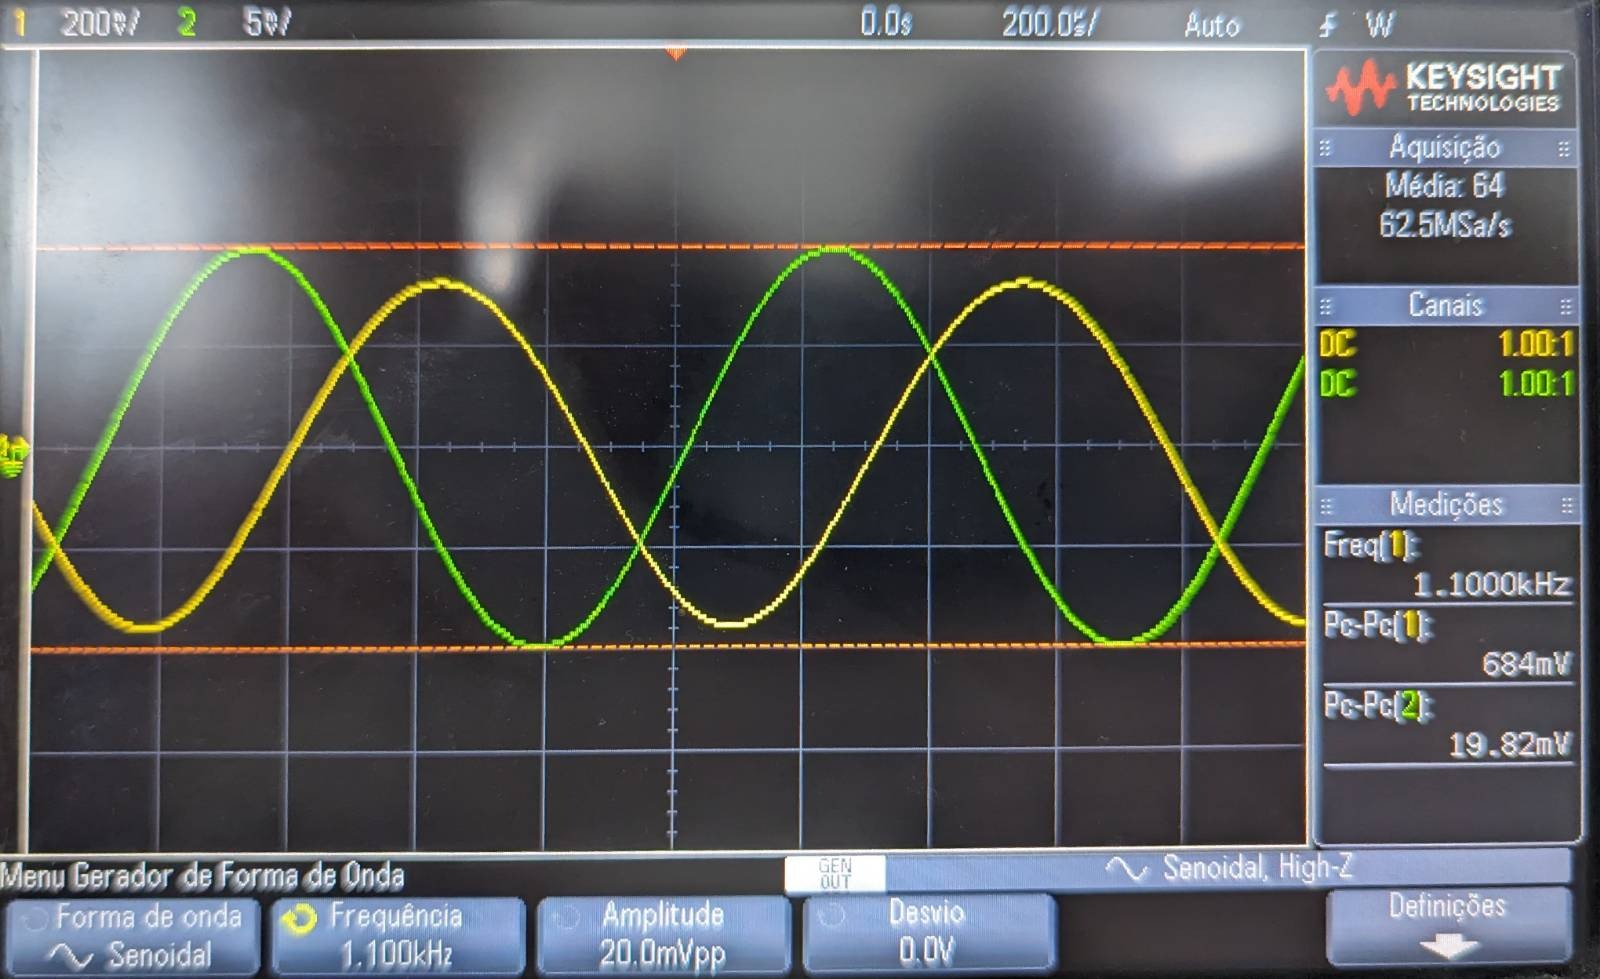 1 200mV/ 2 5mV/ 0.0s 200.0µs/ Auto W
KEYSIGHT
TECHNOLOGIES
Aquisição
Média: 64
62.5MSa/s
Canais
DC 1.00:1
DC 1.00:1
Medições
Freq(1):
1.1000kHz
Pc-Pc(1):
684mV
Pc-Pc(2):
19.82mV
Menu Gerador de Forma de Onda
GEN
OUT
Senoidal, High-Z
Forma de onda
Senoidal
Frequência
1.100kHz
Amplitude
20.0mVpp
Desvio
0.0V
Definições